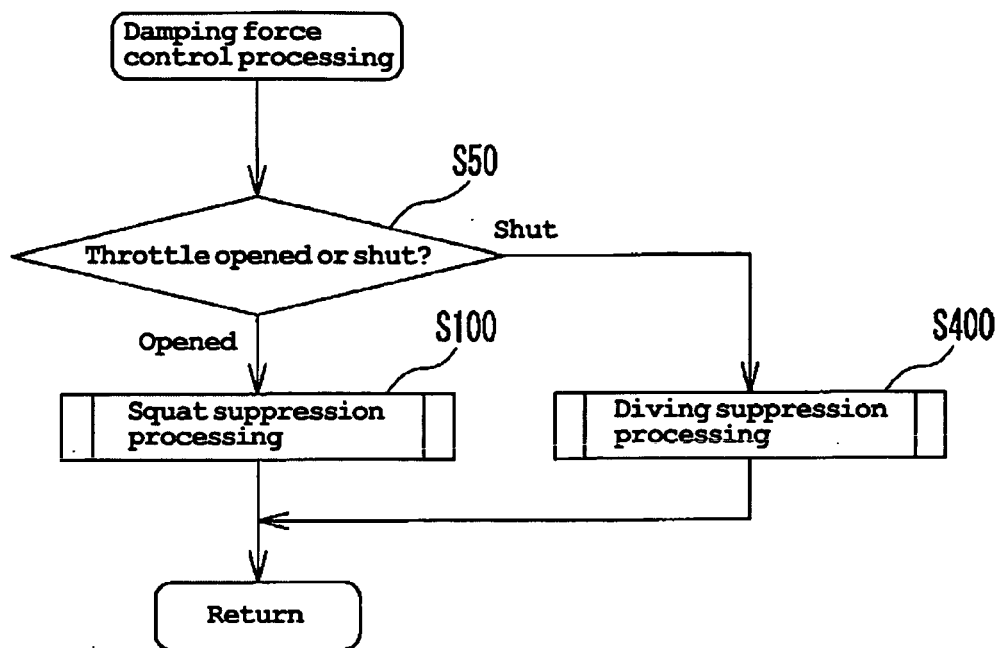 Damping force
control processing
S50
Throttle opened or shut?
Shut
Opened
S100
S400
Squat suppression
processing
Diving suppression
processing
Return